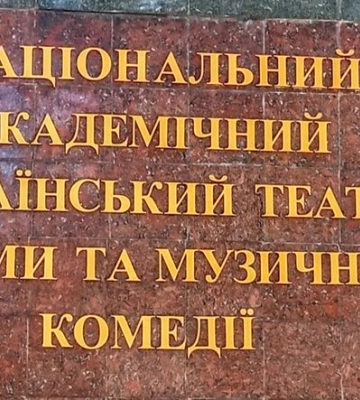 АЦІОНАЛЬНИЙ
КАДЕМІЧНИЙ
АЇНСЬКИЙ ТЕАТ
МИ ТА МУЗИЧН
КОМЕДІЇ